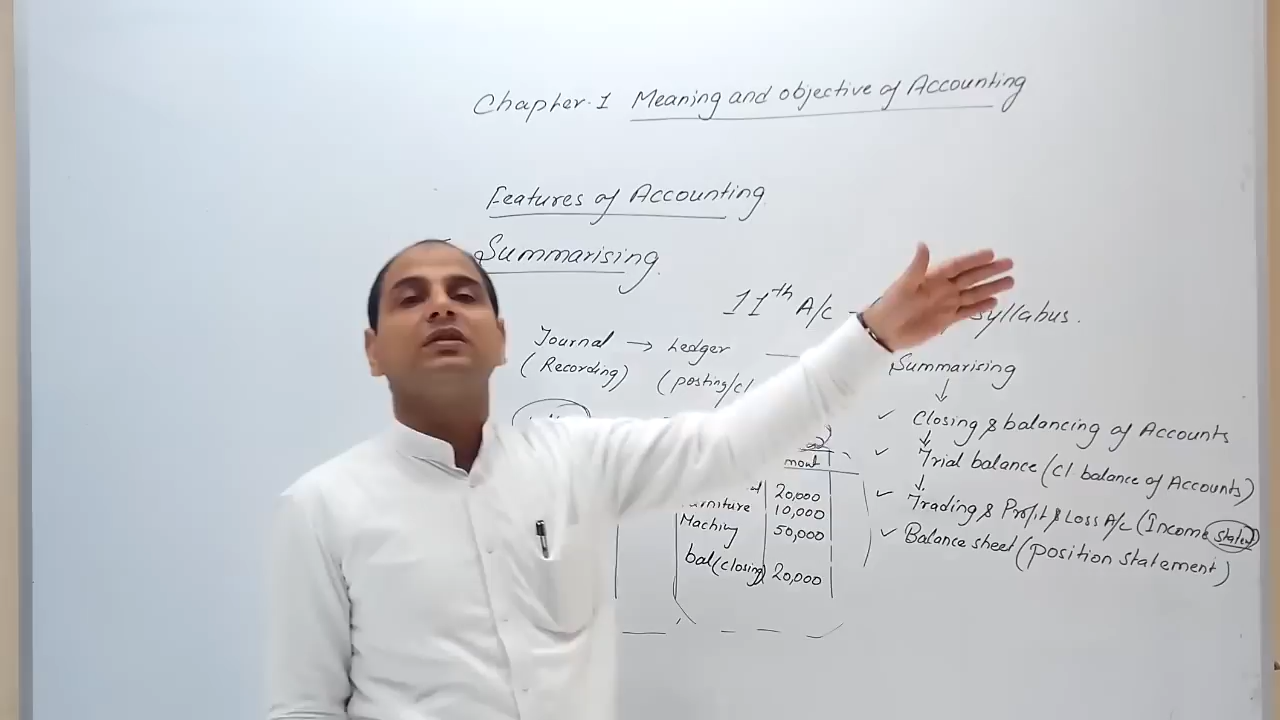 Chapter.1 Meaning and objective of Accounting
Features of Accounting
Summarising.
11th A/c - syllabus.
Journal → Ledger
(Recording) (posting/cl
Summarising
↓
✓ Closing & balancing of Accounts
↓
✓ Trial balance (cl balance of Accounts)
↓
✓ Trading & Profit & Loss A/c (Income
✓ Balance sheet (position statement)
20,000
10,000
Machiny 50,000
bal(closing) 20,000